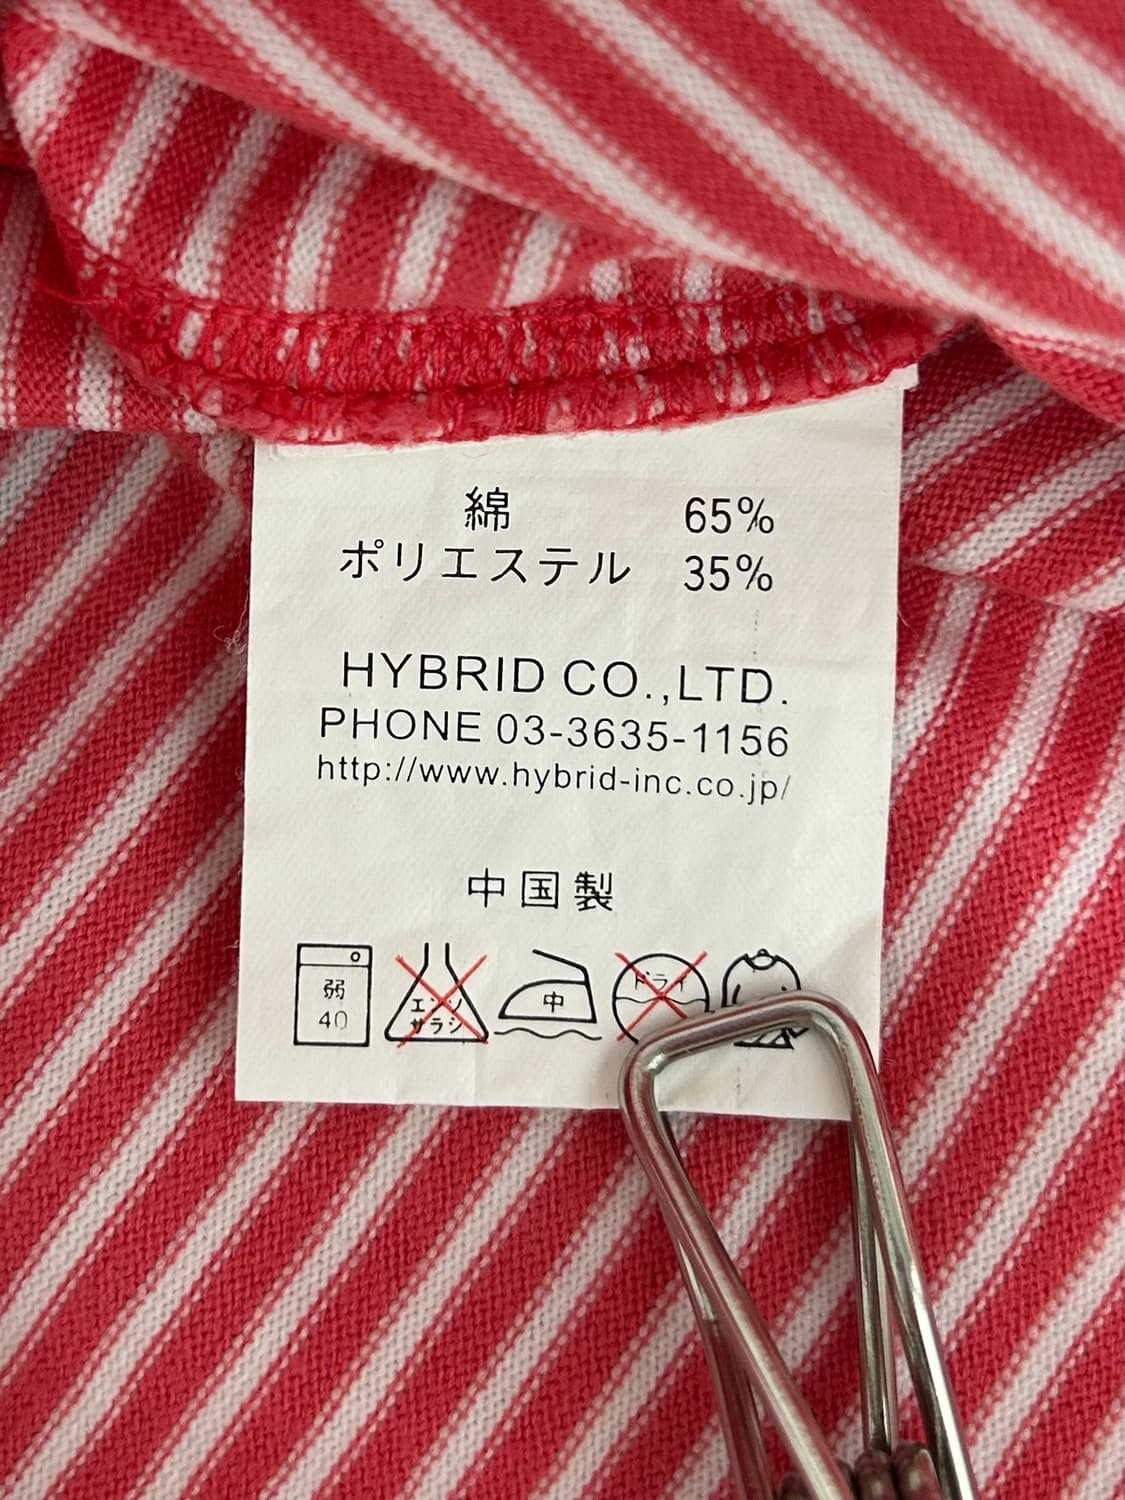 綿 65%
ポリエステル 35%
HYBRID CO.,LTD.
PHONE 03-3635-1156
http://www.hybrid-inc.co.jp/
中国製
弱
40
エンソ
サラシ
中
ドライ